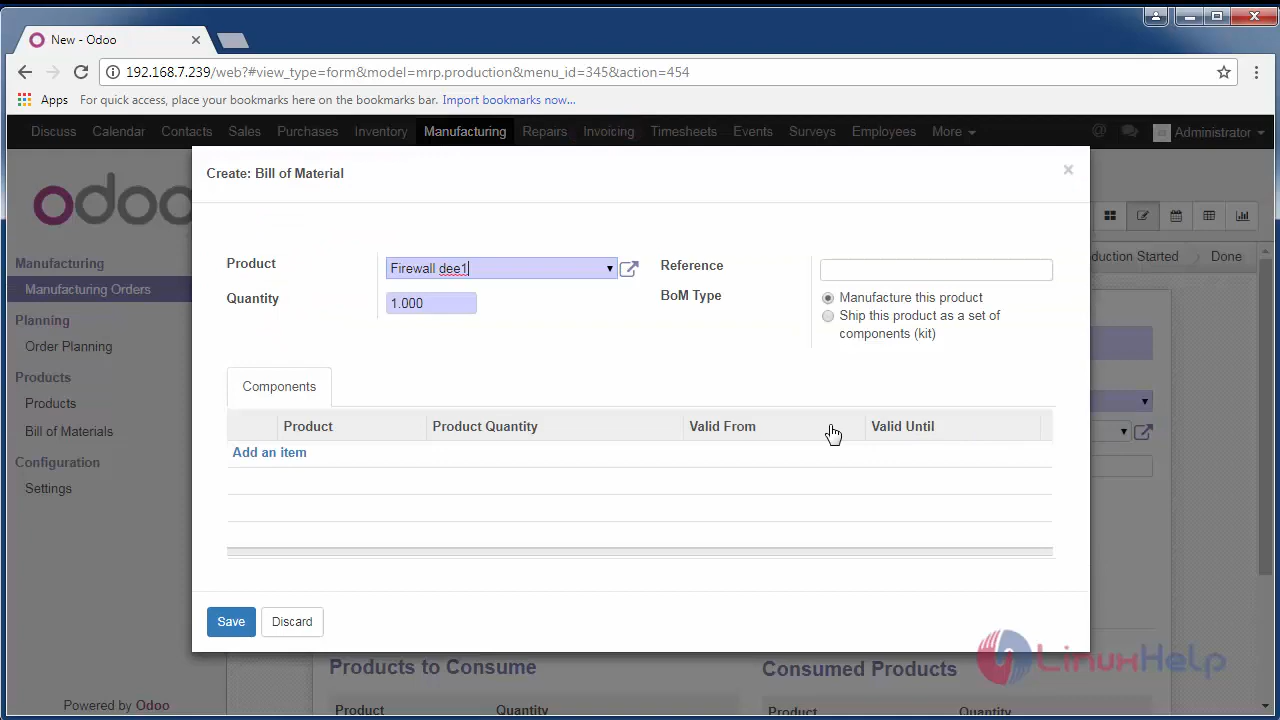 New - Odoo
192.168.7.239/web?#view_type=form&model=mrp.production&menu_id=345&action=454
Apps For quick access, place your bookmarks here on the bookmarks bar. Import bookmarks now...
Discuss Calendar Contacts Sales Purchases Inventory Manufacturing Repairs Invoicing Timesheets Events Surveys Employees More @ Administrator
Create: Bill of Material ×
odoo
Manufacturing
Manufacturing Orders
Planning
Order Planning
Products
Products
Bill of Materials
Configuration
Settings
Powered by Odoo
duction Started Done
Product Firewall dee1 Reference
Quantity 1.000 BoM Type Manufacture this product
Ship this product as a set of
components (kit)
Components
Product Product Quantity Valid From Valid Until
Add an item
Save Discard
Products to Consume Consumed Products
Product Quantity Product Quantity
LinuxHelp